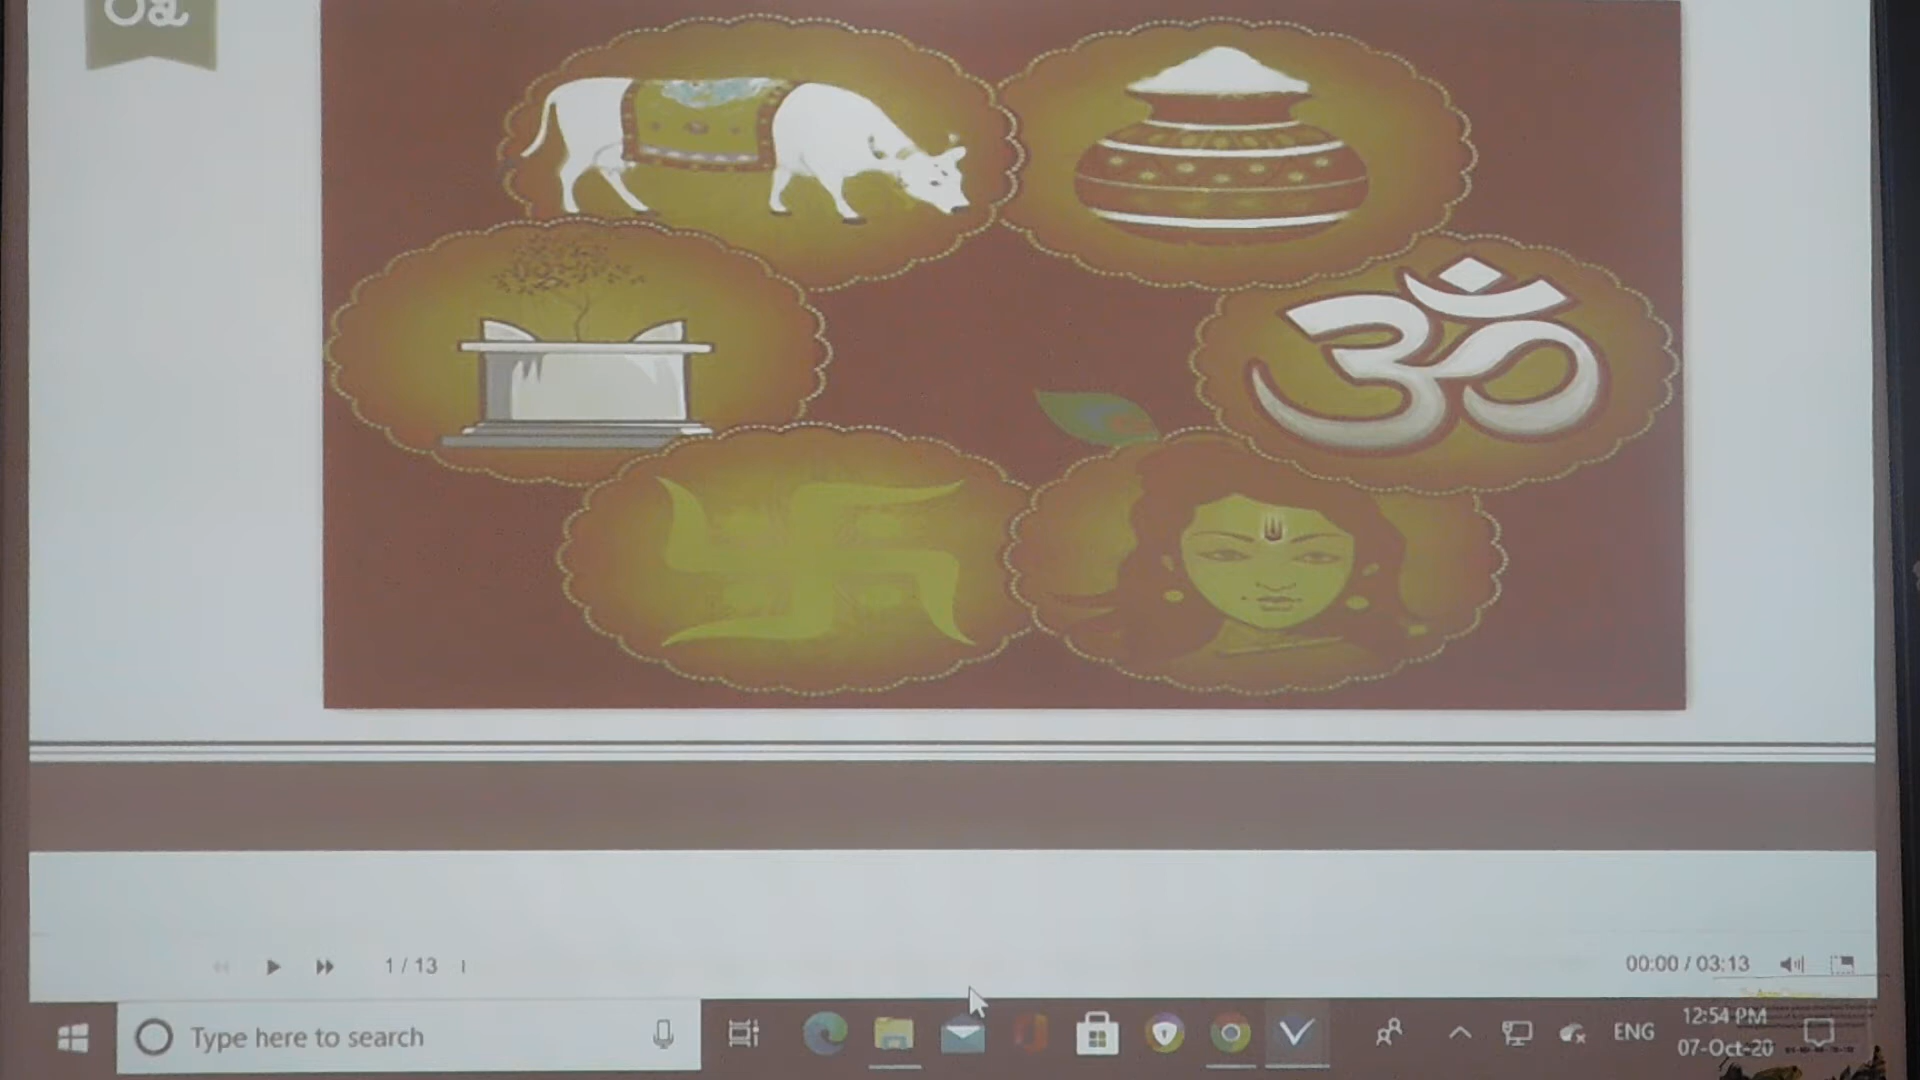 ॐ
1 / 13
00:00 / 03:13
Type here to search
ENG
12:54 PM
07-Oct-20